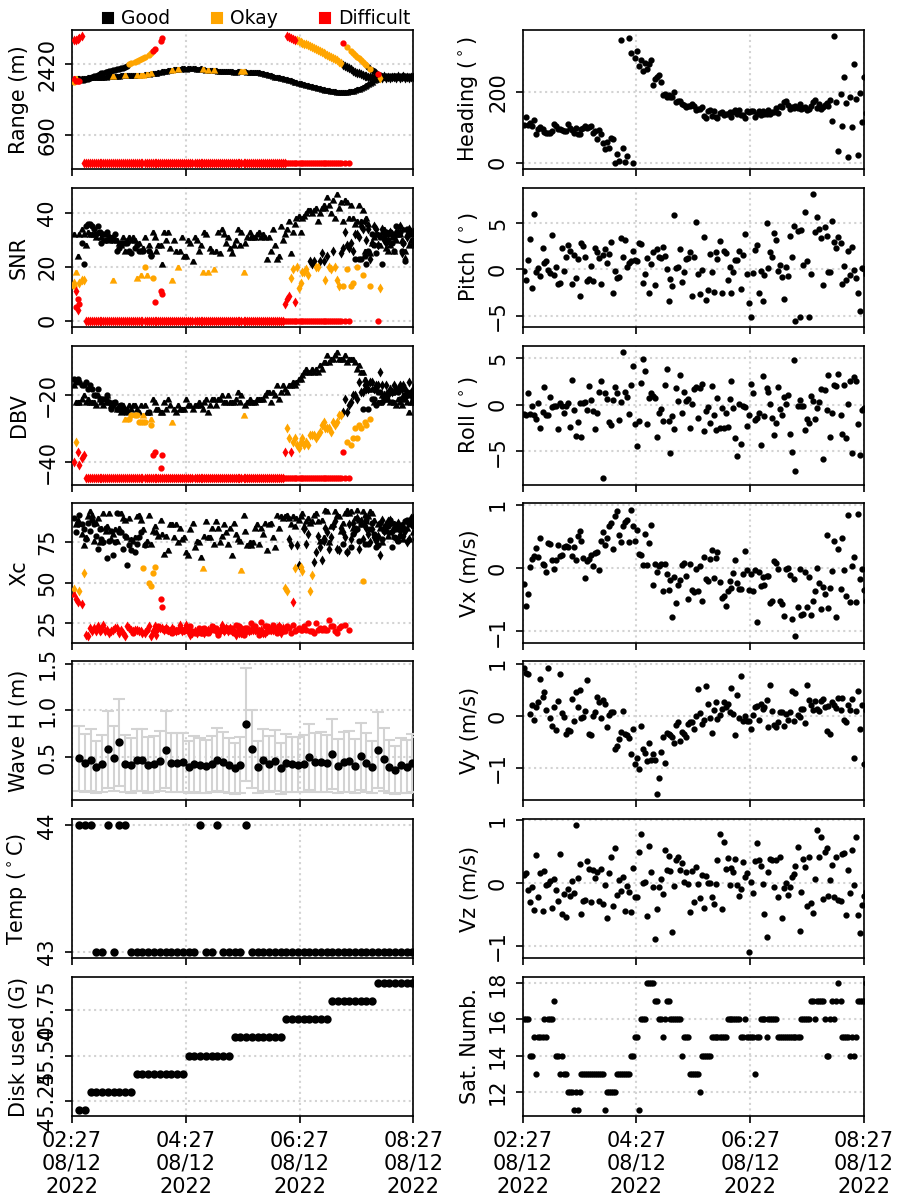 Good Okay Difficult
Range (m)
2420
690
Heading (°)
200
0
SNR
40
20
0
Pitch (°)
5
0
−5
DBV
−20
−40
Roll (°)
5
0
−5
Xc
75
50
25
Vx (m/s)
1
0
−1
Wave H (m)
1.5
1.0
0.5
Vy (m/s)
1
0
−1
Temp (°C)
44
43
Vz (m/s)
1
0
−1
Disk used (G)
45.75
45.50
45.25
Sat. Numb.
18
16
14
12
02:27 04:27 06:27 08:27 02:27 04:27 06:27 08:27
08/12 08/12 08/12 08/12 08/12 08/12 08/12 08/12
2022 2022 2022 2022 2022 2022 2022 2022